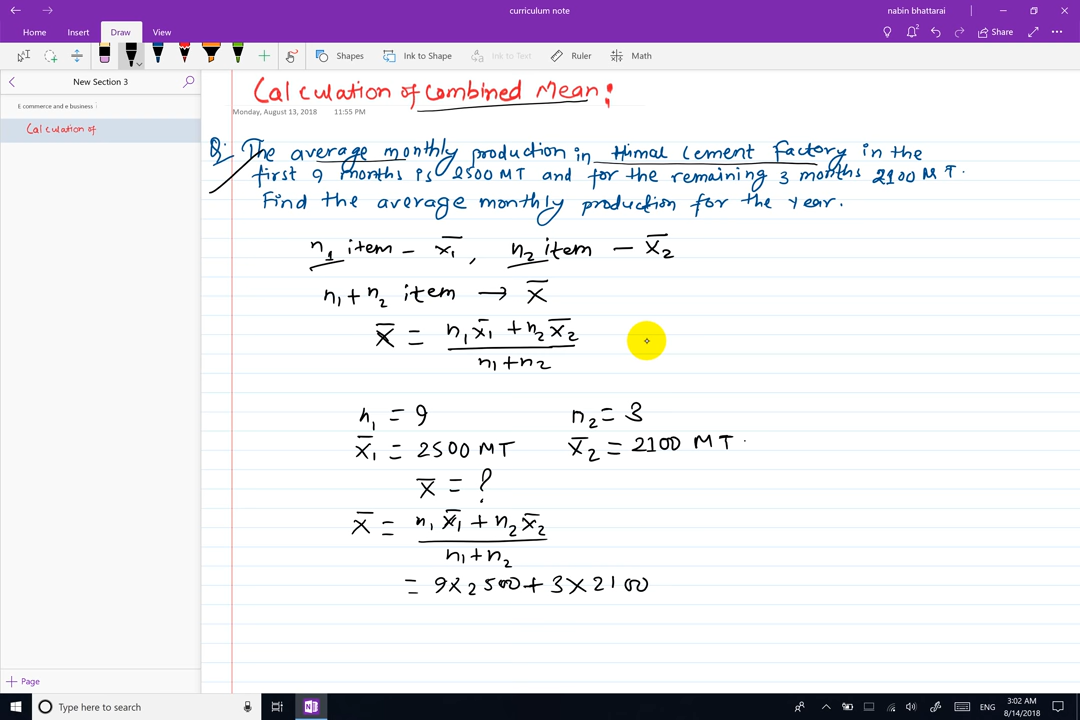 curriculum note
nabin bhattarai
Home Insert Draw View
2
Share
Shapes Ink to Shape Ink to Text Ruler Math
New Section 3
E commerce and e business :
Calculation of
Calculation of Combined Mean:
Monday, August 13, 2018 11:55 PM
Q. The average monthly production in Himal Cement Factory in the
first 9 months is 2500 MT and for the remaining 3 months 2100 MT.
Find the average monthly production for the year.
n₁ item – x̄₁, n₂ item – x̄₂
n₁+n₂ item → x̄
x̄ = n₁x̄₁ + n₂x̄₂
n₁+n₂
n₁ = 9 n₂ = 3
x̄₁ = 2500 MT x̄₂ = 2100 MT.
x̄ = ?
x̄ = n₁x̄₁ + n₂x̄₂
n₁+n₂
= 9×2500 + 3×2100
+ Page
Type here to search
N
ENG
3:02 AM
8/14/2018